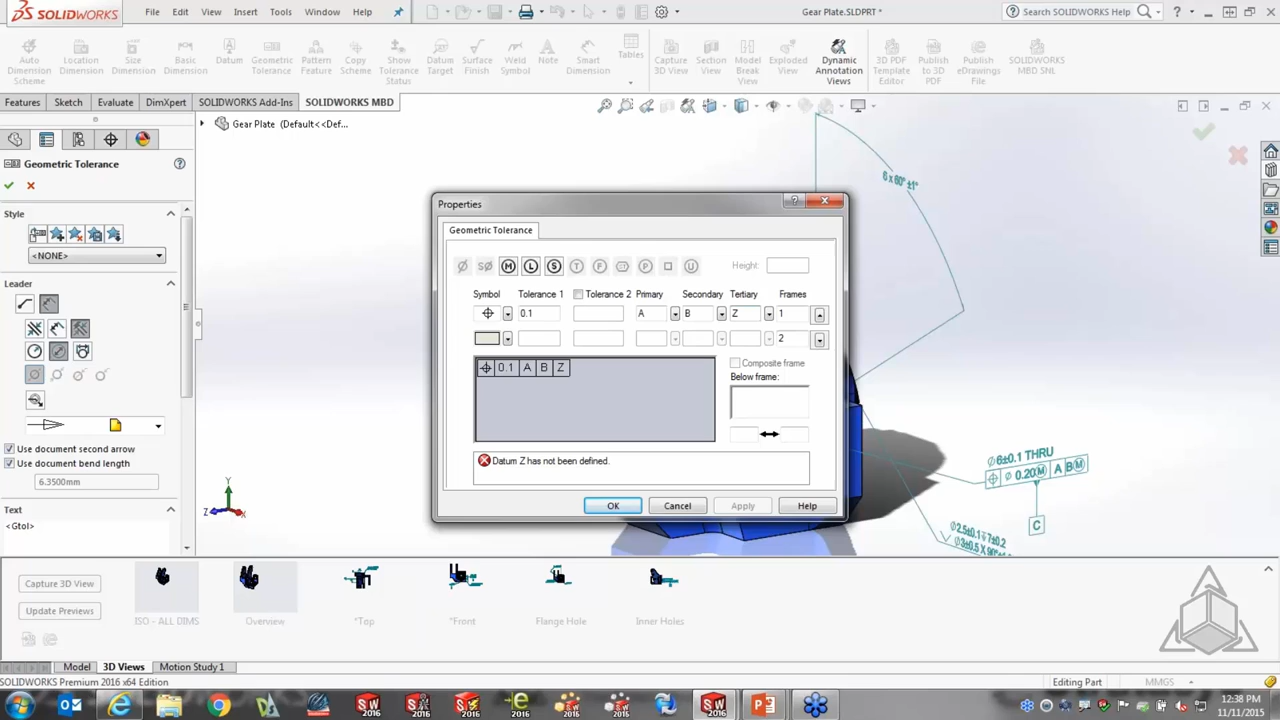 SOLIDWORKS File Edit View Insert Tools Window Help Gear Plate.SLDPRT * Search SOLIDWORKS Help
Auto Dimension Scheme
Location Dimension
Size Dimension
Basic Dimension
Datum
Geometric Tolerance
Pattern Feature
Copy Scheme
Show Tolerance Status
Datum Target
Surface Finish
Weld Symbol
Note
Smart Dimension
Tables
Capture 3D View
Section View
Model Break View
Exploded View
Dynamic Annotation Views
3D PDF Template Editor
Publish to 3D PDF
Publish eDrawings File
SOLIDWORKS MBD SNL
Features Sketch Evaluate DimXpert SOLIDWORKS Add-Ins SOLIDWORKS MBD
Gear Plate (Default<<Def...
Geometric Tolerance
Style
<NONE>
Leader
Use document second arrow
Use document bend length
6.3500mm
Text
<Gtol>
Properties
Geometric Tolerance
Ø SØ M L S T F ST P U Height:
Symbol Tolerance 1 Tolerance 2 Primary Secondary Tertiary Frames
0.1 A B Z 1
2
0.1 A B Z
Composite frame
Below frame:
Datum Z has not been defined.
OK Cancel Apply Help
6 x 60° ±1°
Ø6±0.1 THRU
Ø 0.20Ⓜ A BⓂ
C
Y
Z X
Capture 3D View
Update Previews
ISO - ALL DIMS Overview *Top *Front Flange Hole Inner Holes
Model 3D Views Motion Study 1
SOLIDWORKS Premium 2016 x64 Edition Editing Part MMGS
12:38 PM
11/11/2015